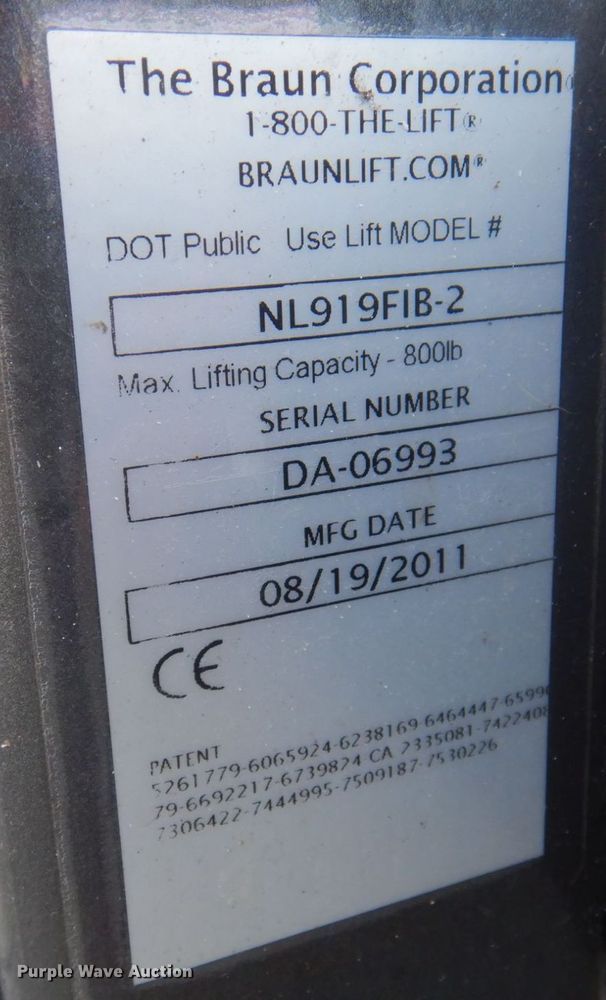 The Braun Corporation®
1-800-THE-LIFT®
BRAUNLIFT.COM®
DOT Public Use Lift MODEL #
NL919FIB-2
Max. Lifting Capacity - 800lb
SERIAL NUMBER
DA-06993
MFG DATE
08/19/2011
CE
PATENT
5261779-6065924-6238169-6464447-6599
79-6692217-6739824 CA 2335081-7422408
7306422-7444995-7509187-7530226
Purple Wave Auction